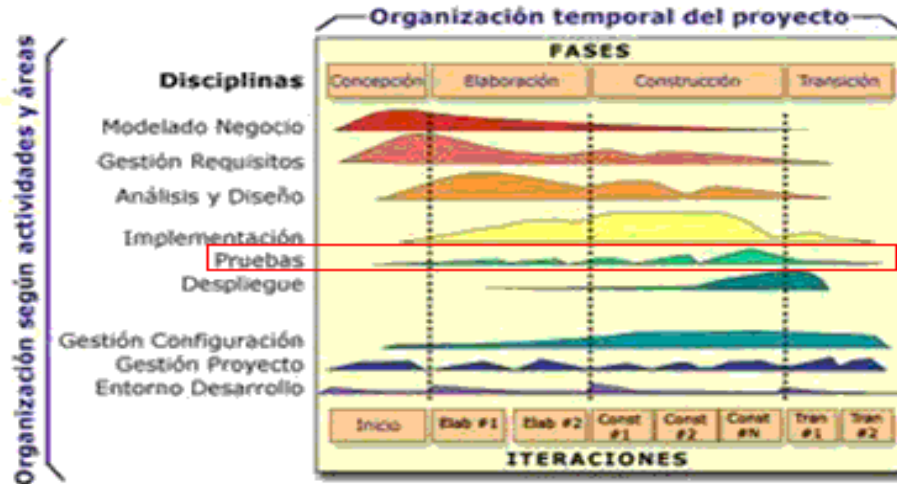 Organización temporal del proyecto
Organización según actividades y áreas
FASES
Disciplinas
Concepción Elaboración Construcción Transición
Modelado Negocio
Gestión Requisitos
Análisis y Diseño
Implementación
Pruebas
Despliegue
Gestión Configuración
Gestión Proyecto
Entorno Desarrollo
Inicio Elab #1 Elab #2 Const #1 Const #2 Const #N Tran #1 Tran #2
ITERACIONES